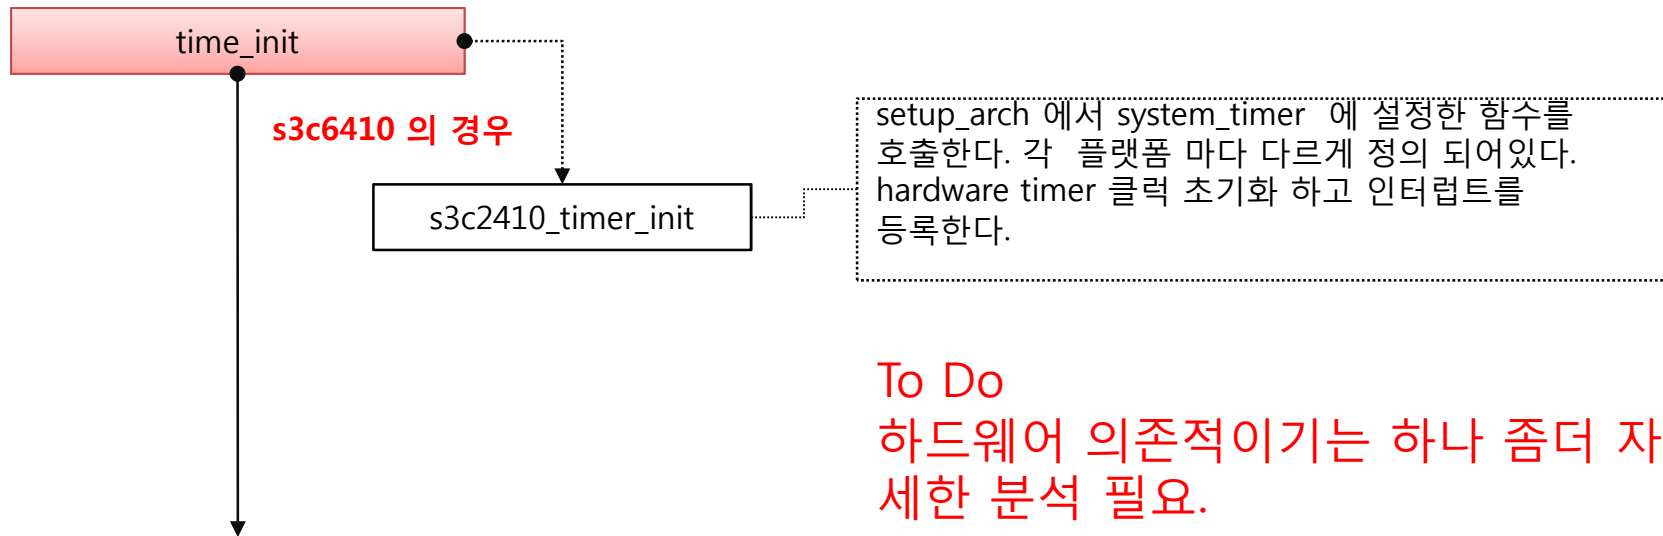 time_init
s3c6410 의 경우
s3c2410_timer_init
setup_arch 에서 system_timer 에 설정한 함수를
호출한다. 각 플랫폼 마다 다르게 정의 되어있다.
hardware timer 클럭 초기화 하고 인터럽트를
등록한다.
To Do
하드웨어 의존적이기는 하나 좀더 자
세한 분석 필요.